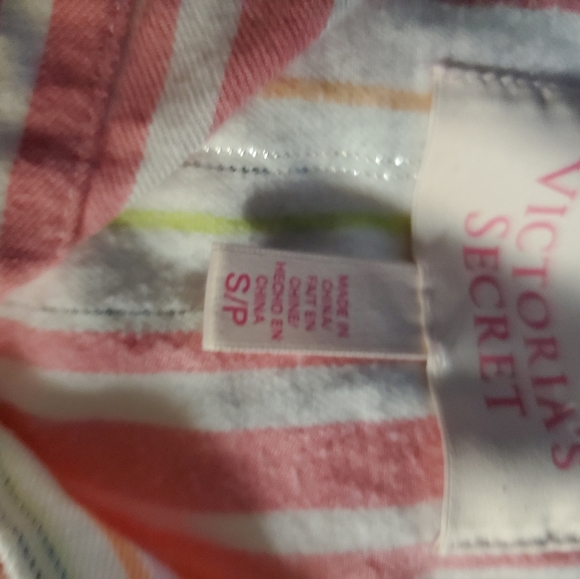 VICTORIA'S
SECRET
MADE IN
CHINA/
FAIT EN
CHINE/
HECHO EN
CHINA
S/P